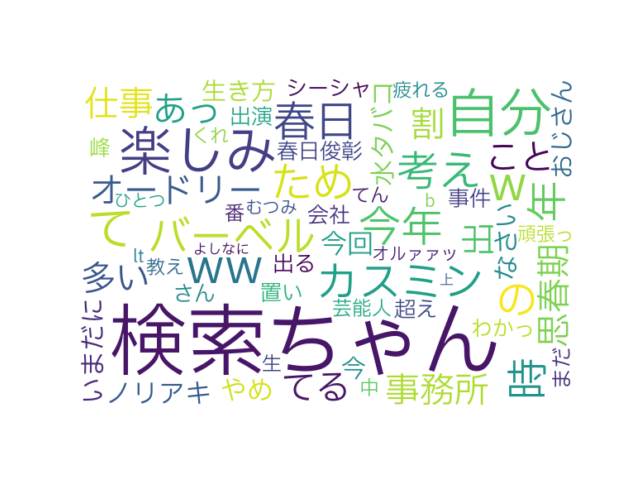 仕事
あっ
生き方
シーシャ
疲れる
くれ
出演
春日
水タバコ
割
自分
おじさん
峰
楽しみ
春日俊彰
考え
こと
オードリー
ひとつ
ため
てん
b
事件
w
年
て
バーベル
番
むつみ
会社
今年
日
なさい
思春期
頑張っ
lt
教え
よしなに
ww
出る
今回
オルァァッ
多い
さん
置い
カスミン
の
いまだに
検索ちゃん
芸能人
上
超え
わかっ
まだ
ノリアキ
やめ
生
てる
今
中
事務所
時